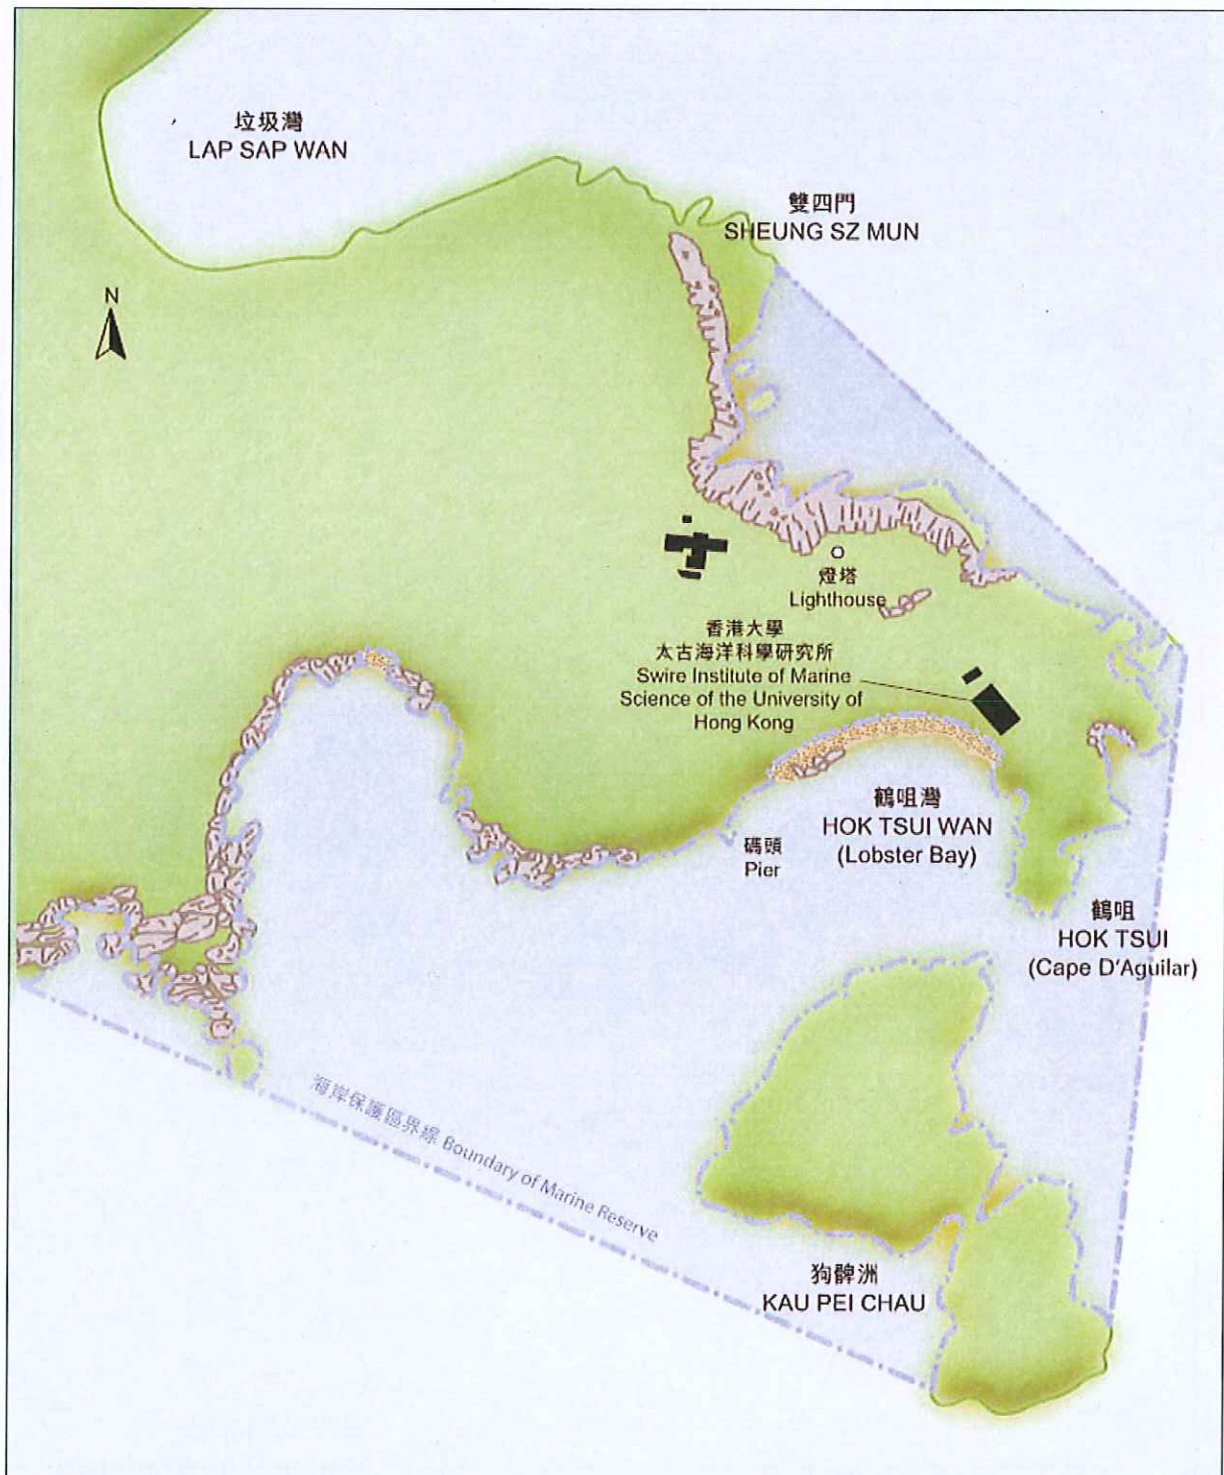 垃圾灣
LAP SAP WAN
雙四門
SHEUNG SZ MUN
N
燈塔
Lighthouse
香港大學
太古海洋科學研究所
Swire Institute of Marine
Science of the University of
Hong Kong
鶴咀灣
HOK TSUI WAN
(Lobster Bay)
碼頭
Pier
鶴咀
HOK TSUI
(Cape D'Aguilar)
海岸保護區界線 Boundary of Marine Reserve
狗髀洲
KAU PEI CHAU